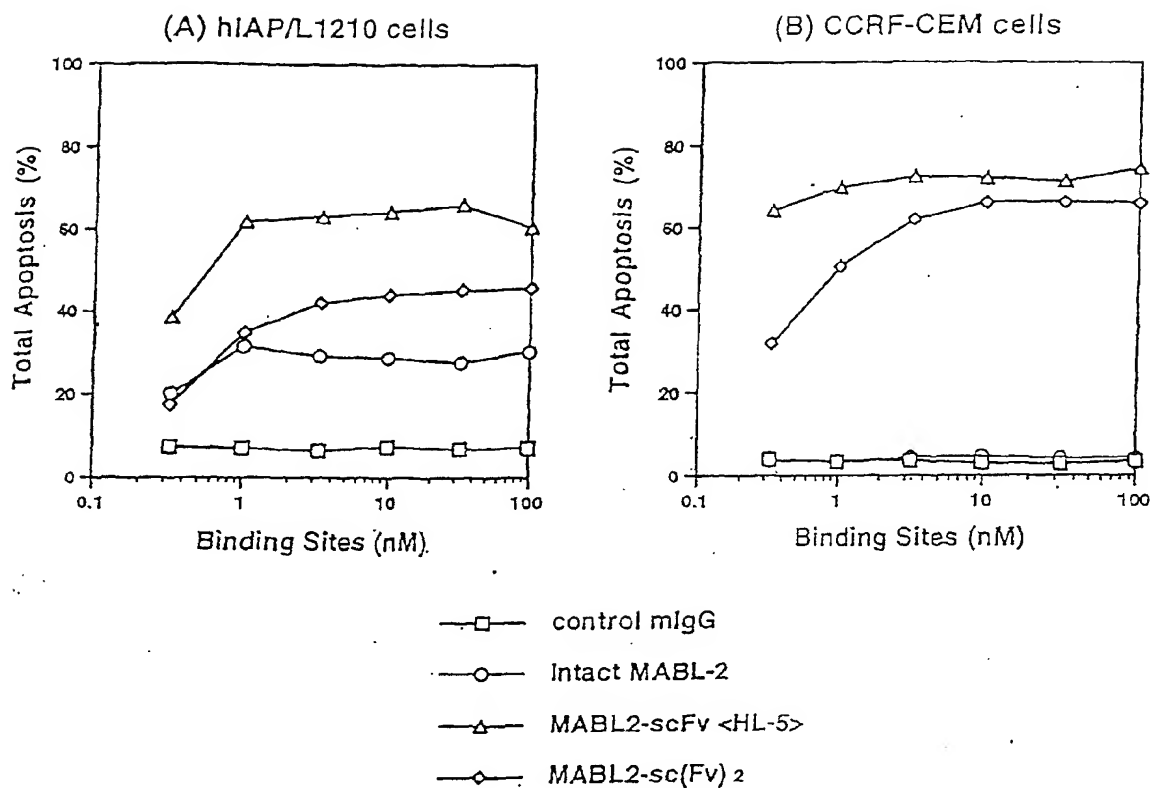 (A) hIAP/L1210 cells
Total Apoptosis (%)
100
80
60
40
20
0
0.1
1
10
100
Binding Sites (nM).
(B) CCRF-CEM cells
Total Apoptosis (%)
100
80
60
40
20
0
0.1
1
10
100
Binding Sites (nM)
control mIgG
Intact MABL-2
MABL2-scFv <HL-5>
MABL2-sc(Fv) 2